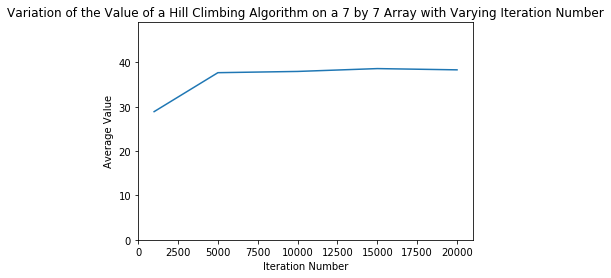 Variation of the Value of a Hill Climbing Algorithm on a 7 by 7 Array with Varying Iteration Number
40
30
20
10
0
Average Value
0 2500 5000 7500 10000 12500 15000 17500 20000
Iteration Number